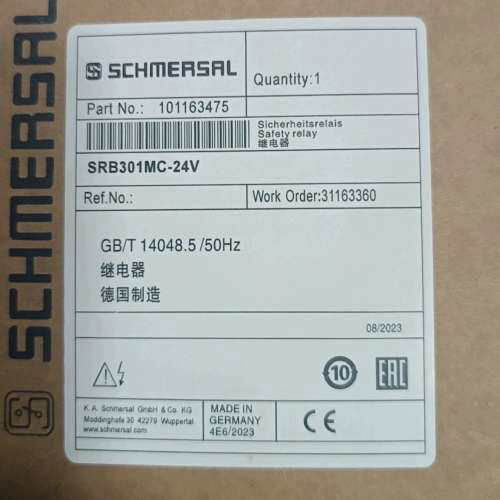 SCHMERSAL
SCHMERSAL
Quantity:1
Part No.: 101163475
Sicherheitsrelais
Safety relay
继电器
SRB301MC-24V
Ref.No.:
Work Order:31163360
GB/T 14048.5 /50Hz
继电器
德国制造
08/2023
10
EAC
K. A. Schmersal GmbH & Co. KG
Moddinghofe 30 42279 Wuppertal
www.schmersal.com
MADE IN
GERMANY
4E6/2023
CE